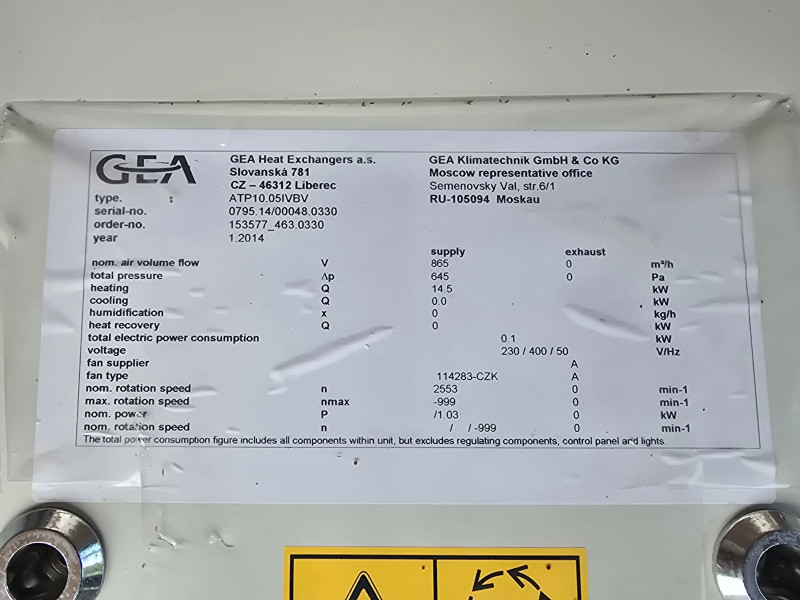 GEA
GEA Heat Exchangers a.s. GEA Klimatechnik GmbH & Co KG
Slovanská 781 Moscow representative office
CZ – 46312 Liberec Semenovsky Val, str.6/1
type. ATP10.05IVBV RU-105094 Moskau
serial-no. 0795.14/00048.0330
order-no. 153577_463.0330
year 1.2014
supply exhaust
nom. air volume flow V 865 0 m³/h
total pressure Δp 645 0 Pa
heating Q 14.5 kW
cooling Q 0.0 kW
humidification x 0 kg/h
heat recovery Q 0 kW
total electric power consumption 0.1 kW
voltage 230 / 400 / 50 V/Hz
fan supplier A
fan type 114283-CZK A
nom. rotation speed n 2553 0 min-1
max. rotation speed nmax -999 0 min-1
nom. power P /1.03 0 kW
nom. rotation speed n / / -999 0 min-1
The total power consumption figure includes all components within unit, but excludes regulating components, control panel and lights.